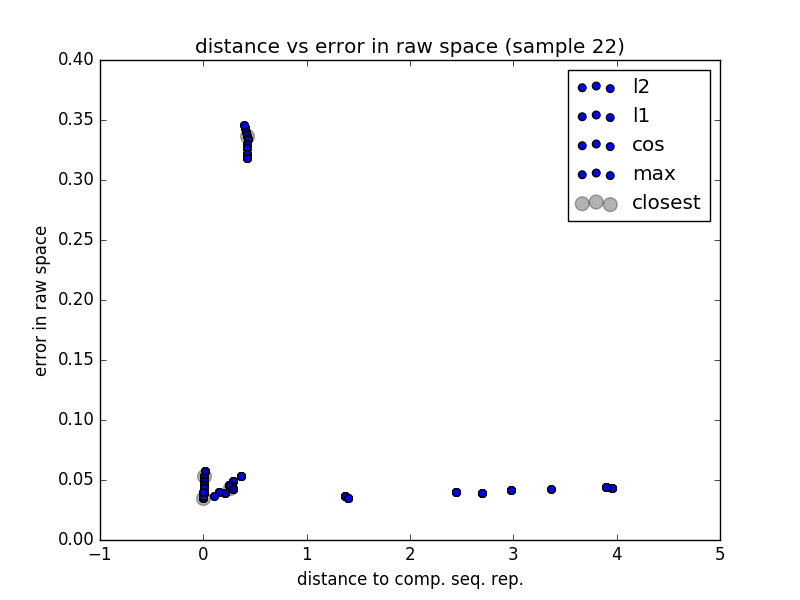 distance vs error in raw space (sample 22)
0.40
0.35
0.30
0.25
0.20
0.15
0.10
0.05
0.00
error in raw space
l2
l1
cos
max
closest
−1 0 1 2 3 4 5
distance to comp. seq. rep.